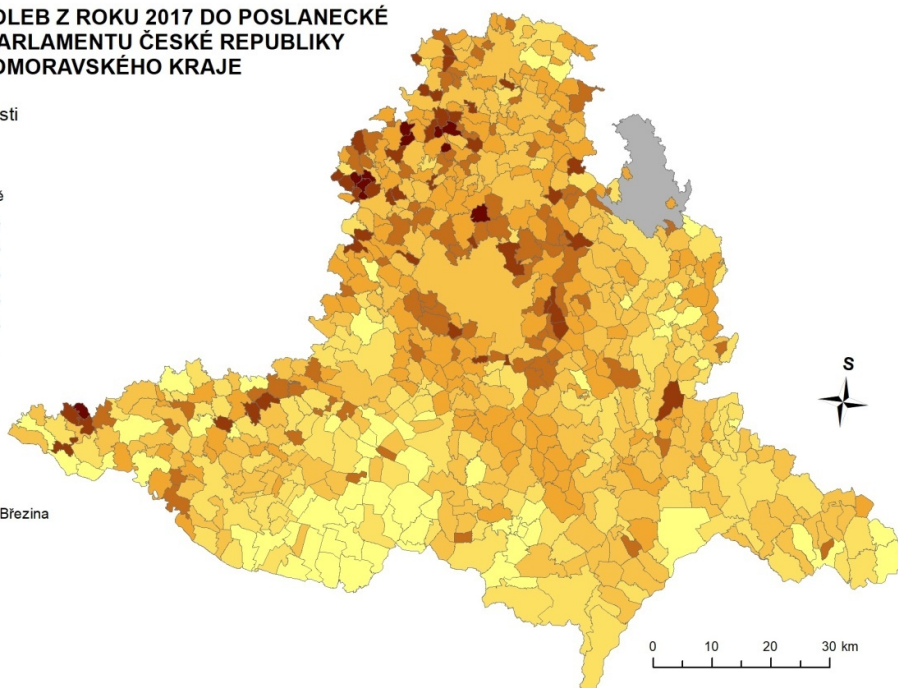 OLEB Z ROKU 2017 DO POSLANECKÉ
ARLAMENTU ČESKÉ REPUBLIKY
OMORAVSKÉHO KRAJE
sti
é
Březina
S
0 10 20 30 km